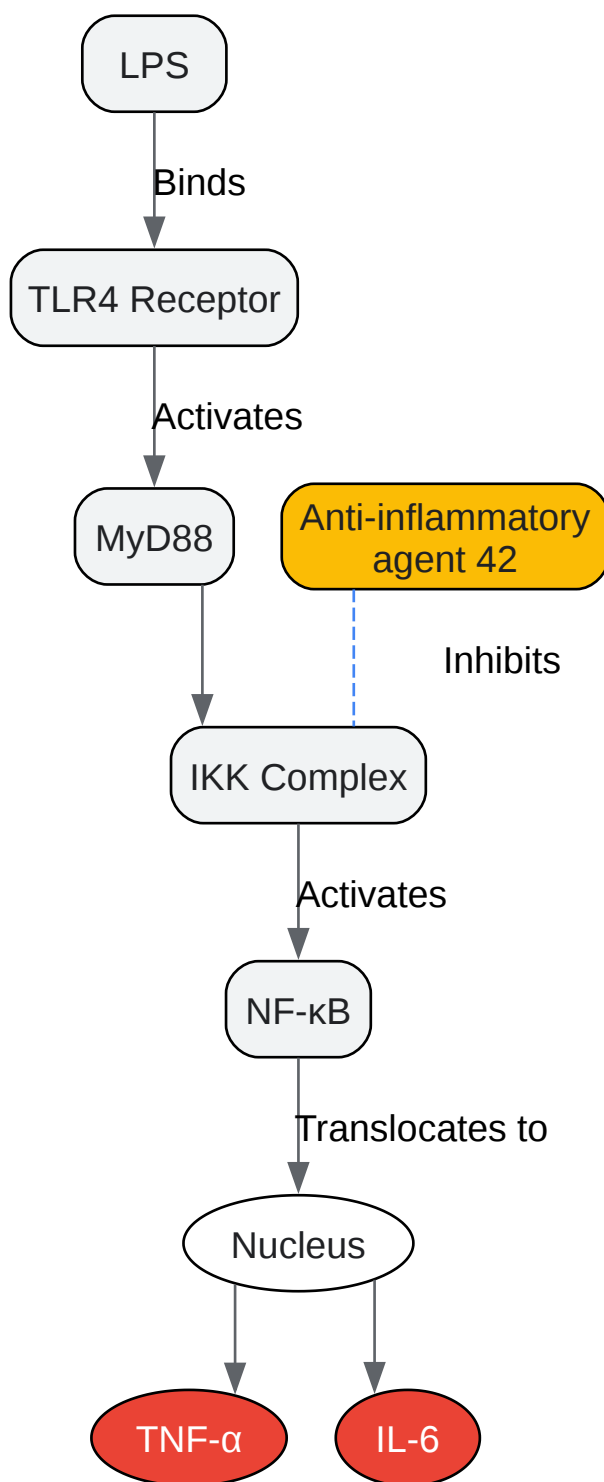 LPS
Binds
TLR4 Receptor
Activates
MyD88
Anti-inflammatory
agent 42
Inhibits
IKK Complex
Activates
NF-κB
Translocates to
Nucleus
TNF-α
IL-6